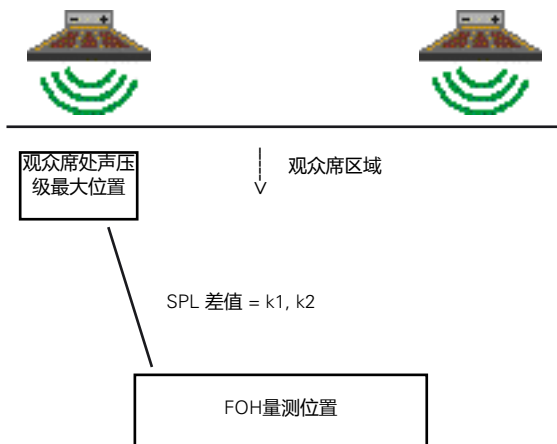 - +
- +
观众席处声压
级最大位置
观众席区域
SPL 差值 = k1, k2
FOH量测位置